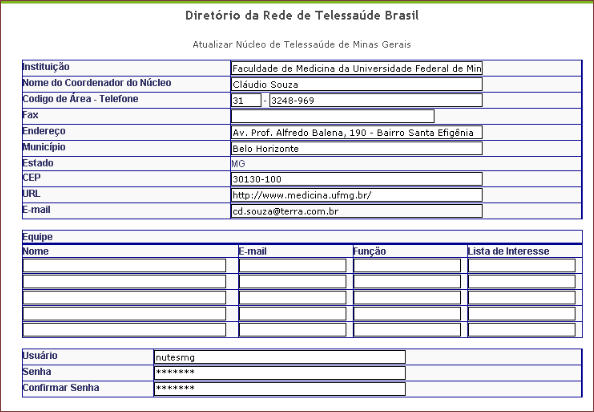 Diretório da Rede de Telessaúde Brasil
Atualizar Núcleo de Telessaúde de Minas Gerais
Instituição Faculdade de Medicina da Universidade Federal de Min
Nome do Coordenador do Núcleo Cláudio Souza
Codigo de Área - Telefone 31 - 3248-969
Fax
Endereço Av. Prof. Alfredo Balena, 190 - Bairro Santa Efigênia
Município Belo Horizonte
Estado MG
CEP 30130-100
URL http://www.medicina.ufmg.br/
E-mail cd.souza@terra.com.br
Equipe
Nome E-mail Função Lista de Interesse
Usuário nutesmg
Senha *******
Confirmar Senha *******